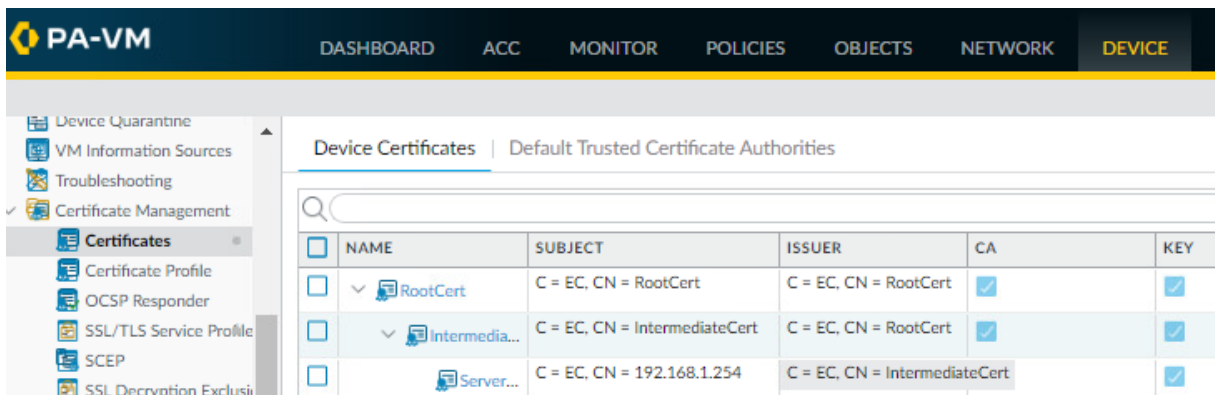 PA-VM
DASHBOARD ACC MONITOR POLICIES OBJECTS NETWORK DEVICE
Device Quarantine
VM Information Sources
Troubleshooting
Certificate Management
Certificates
Certificate Profile
OCSP Responder
SSL/TLS Service Profile
SCEP
SSL Decryption Exclusi
Device Certificates | Default Trusted Certificate Authorities
NAME SUBJECT ISSUER CA KEY
RootCert C = EC, CN = RootCert C = EC, CN = RootCert
Intermedia... C = EC, CN = IntermediateCert C = EC, CN = RootCert
Server... C = EC, CN = 192.168.1.254 C = EC, CN = IntermediateCert